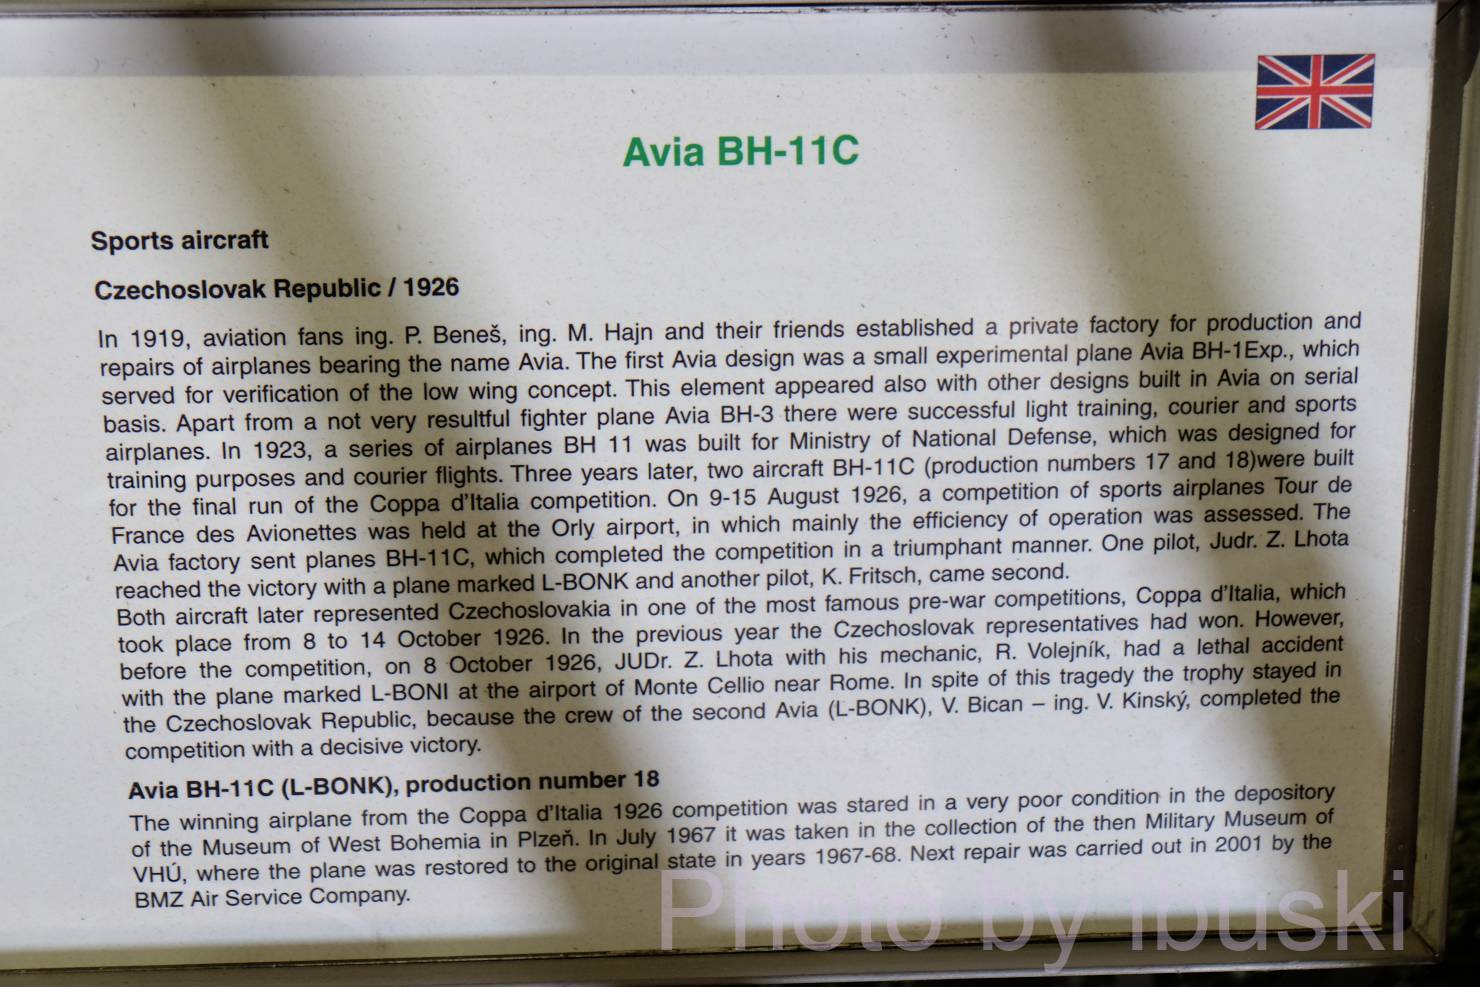 Avia BH-11C
Sports aircraft
Czechoslovak Republic / 1926
In 1919, aviation fans ing. P. Beneš, ing. M. Hajn and their friends established a private factory for production and
repairs of airplanes bearing the name Avia. The first Avia design was a small experimental plane Avia BH-1Exp., which
served for verification of the low wing concept. This element appeared also with other designs built in Avia on serial
basis. Apart from a not very resultful fighter plane Avia BH-3 there were successful light training, courier and sports
airplanes. In 1923, a series of airplanes BH 11 was built for Ministry of National Defense, which was designed for
training purposes and courier flights. Three years later, two aircraft BH-11C (production numbers 17 and 18)were built
for the final run of the Coppa d'Italia competition. On 9-15 August 1926, a competition of sports airplanes Tour de
France des Avionettes was held at the Orly airport, in which mainly the efficiency of operation was assessed. The
Avia factory sent planes BH-11C, which completed the competition in a triumphant manner. One pilot, Judr. Z. Lhota
reached the victory with a plane marked L-BONK and another pilot, K. Fritsch, came second.
Both aircraft later represented Czechoslovakia in one of the most famous pre-war competitions, Coppa d'Italia, which
took place from 8 to 14 October 1926. In the previous year the Czechoslovak representatives had won. However,
before the competition, on 8 October 1926, JUDr. Z. Lhota with his mechanic, R. Volejník, had a lethal accident
with the plane marked L-BONI at the airport of Monte Cellio near Rome. In spite of this tragedy the trophy stayed in
the Czechoslovak Republic, because the crew of the second Avia (L-BONK), V. Bican – ing. V. Kinský, completed the
competition with a decisive victory.
Avia BH-11C (L-BONK), production number 18
The winning airplane from the Coppa d'Italia 1926 competition was stared in a very poor condition in the depository
of the Museum of West Bohemia in Plzeň. In July 1967 it was taken in the collection of the then Military Museum of
VHÚ, where the plane was restored to the original state in years 1967-68. Next repair was carried out in 2001 by the
BMZ Air Service Company.
Photo by ibuski